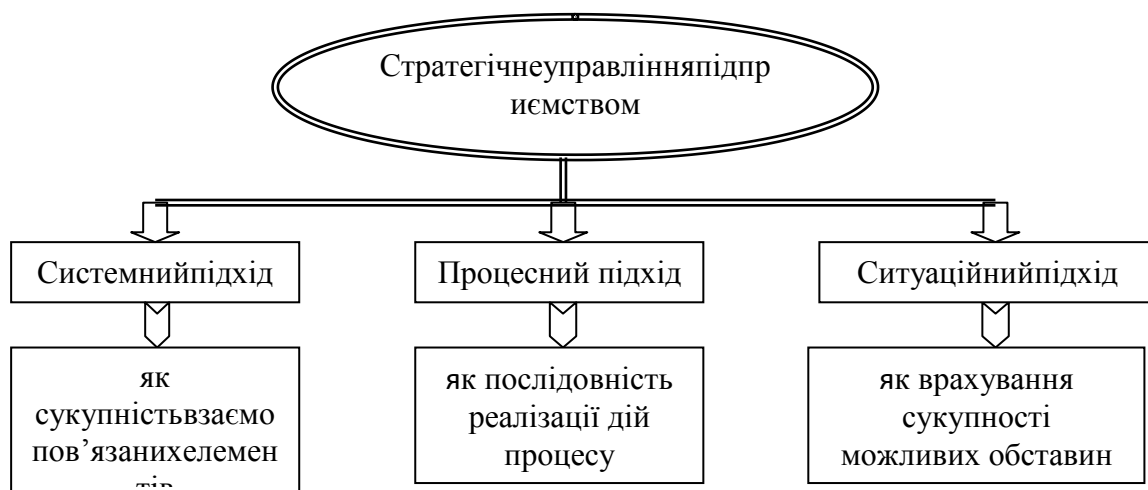 Стратегічнеуправлінняпідпр
иємством
Системнийпідхід
Процесний підхід
Ситуаційнийпідхід
як
сукупністьвзаємо
пов’язанихелемен
тів
як послідовність
реалізації дій
процесу
як врахування
сукупності
можливих обставин